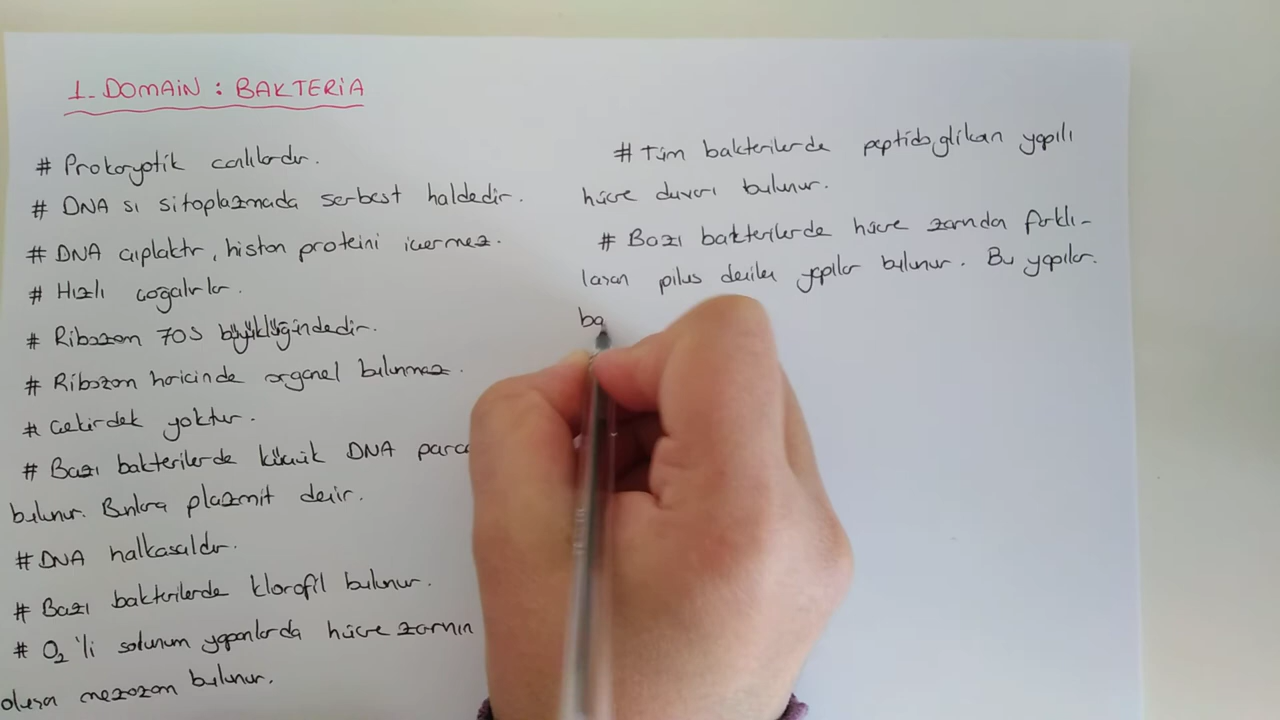 1. DOMAiN : BAKTERiA
# Prokaryotik canlılardır.
# DNA sı sitoplazmada serbest haldedir.
# DNA çıplaktır, histon proteini içermez.
# Hızlı çoğalırlar.
# Ribozom 70S büyüklüğündedir.
# Ribozom haricinde organel bulunmaz.
# Çekirdek yoktur.
# Bazı bakterilerde küçük DNA parça
bulunur. Bunlara plazmit denir.
# DNA halkasaldır.
# Bazı bakterilerde klorofil bulunur.
# O₂'li solunum yapanlarda hücre zarının
mezozom bulunur.
# Tüm bakterilerde peptidoglikan yapılı
hücre duvarı bulunur.
# Bazı bakterilerde hücre zarında farklı-
laşan pilus denilen yapılar bulunur. Bu yapılar.
ba